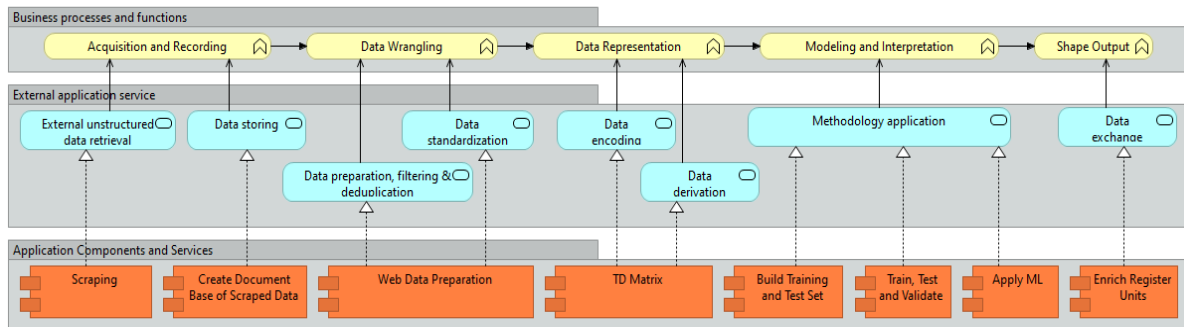 Business processes and functions
Acquisition and Recording
Data Wrangling
Data Representation
Modeling and Interpretation
Shape Output
External application service
External unstructured
data retrieval
Data storing
Data
standardization
Data
encoding
Methodology application
Data
exchange
Data preparation, filtering &
deduplication
Data
derivation
Application Components and Services
Scraping
Create Document
Base of Scraped Data
Web Data Preparation
TD Matrix
Build Training
and Test Set
Train, Test
and Validate
Apply ML
Enrich Register
Units